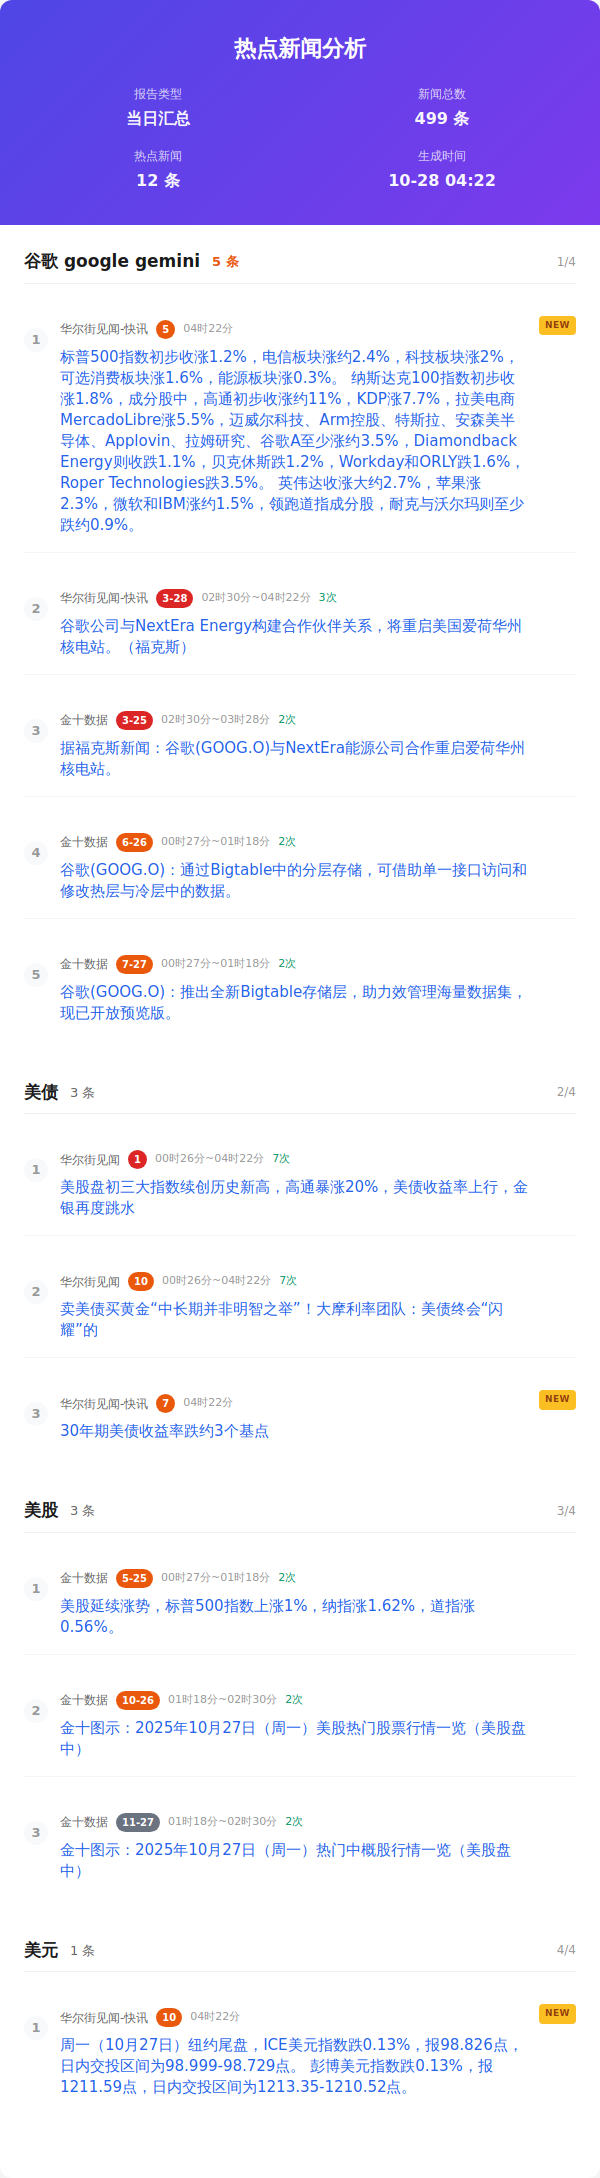 热点新闻分析
报告类型
当日汇总
新闻总数
499 条
热点新闻
12 条
生成时间
10-28 04:22
谷歌 google gemini 5 条 1/4
1 华尔街见闻-快讯 5 04时22分 NEW
标普500指数初步收涨1.2%，电信板块涨约2.4%，科技板块涨2%，
可选消费板块涨1.6%，能源板块涨0.3%。 纳斯达克100指数初步收
涨1.8%，成分股中，高通初步收涨约11%，KDP涨7.7%，拉美电商
MercadoLibre涨5.5%，迈威尔科技、Arm控股、特斯拉、安森美半
导体、Applovin、拉姆研究、谷歌A至少涨约3.5%，Diamondback
Energy则收跌1.1%，贝克休斯跌1.2%，Workday和ORLY跌1.6%，
Roper Technologies跌3.5%。 英伟达收涨大约2.7%，苹果涨
2.3%，微软和IBM涨约1.5%，领跑道指成分股，耐克与沃尔玛则至少
跌约0.9%。
2 华尔街见闻-快讯 3-28 02时30分~04时22分 3次
谷歌公司与NextEra Energy构建合作伙伴关系，将重启美国爱荷华州
核电站。（福克斯）
3 金十数据 3-25 02时30分~03时28分 2次
据福克斯新闻：谷歌(GOOG.O)与NextEra能源公司合作重启爱荷华州
核电站。
4 金十数据 6-26 00时27分~01时18分 2次
谷歌(GOOG.O)：通过Bigtable中的分层存储，可借助单一接口访问和
修改热层与冷层中的数据。
5 金十数据 7-27 00时27分~01时18分 2次
谷歌(GOOG.O)：推出全新Bigtable存储层，助力效管理海量数据集，
现已开放预览版。
美债 3 条 2/4
1 华尔街见闻 1 00时26分~04时22分 7次
美股盘初三大指数续创历史新高，高通暴涨20%，美债收益率上行，金
银再度跳水
2 华尔街见闻 10 00时26分~04时22分 7次
卖美债买黄金“中长期并非明智之举”！大摩利率团队：美债终会“闪
耀”的
3 华尔街见闻-快讯 7 04时22分 NEW
30年期美债收益率跌约3个基点
美股 3 条 3/4
1 金十数据 5-25 00时27分~01时18分 2次
美股延续涨势，标普500指数上涨1%，纳指涨1.62%，道指涨
0.56%。
2 金十数据 10-26 01时18分~02时30分 2次
金十图示：2025年10月27日（周一）美股热门股票行情一览（美股盘
中）
3 金十数据 11-27 01时18分~02时30分 2次
金十图示：2025年10月27日（周一）热门中概股行情一览（美股盘
中）
美元 1 条 4/4
1 华尔街见闻-快讯 10 04时22分 NEW
周一（10月27日）纽约尾盘，ICE美元指数跌0.13%，报98.826点，
日内交投区间为98.999-98.729点。 彭博美元指数跌0.13%，报
1211.59点，日内交投区间为1213.35-1210.52点。